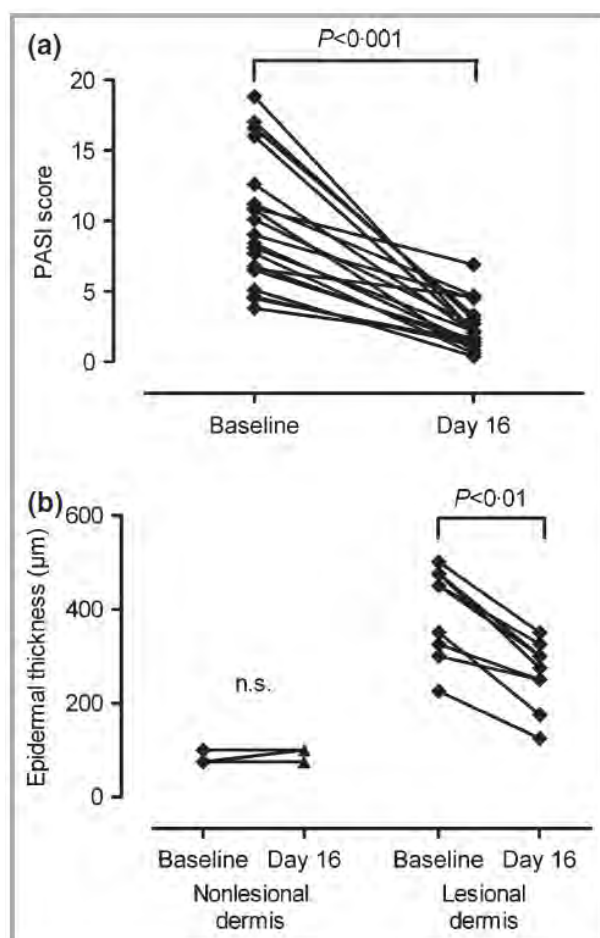 (a)
P<0·001
20
15
10
5
0
PASI score
Baseline Day 16
(b)
P<0·01
600
400
200
0
Epidermal thickness (μm)
n.s.
Baseline Day 16 Baseline Day 16
Nonlesional Lesional
dermis dermis